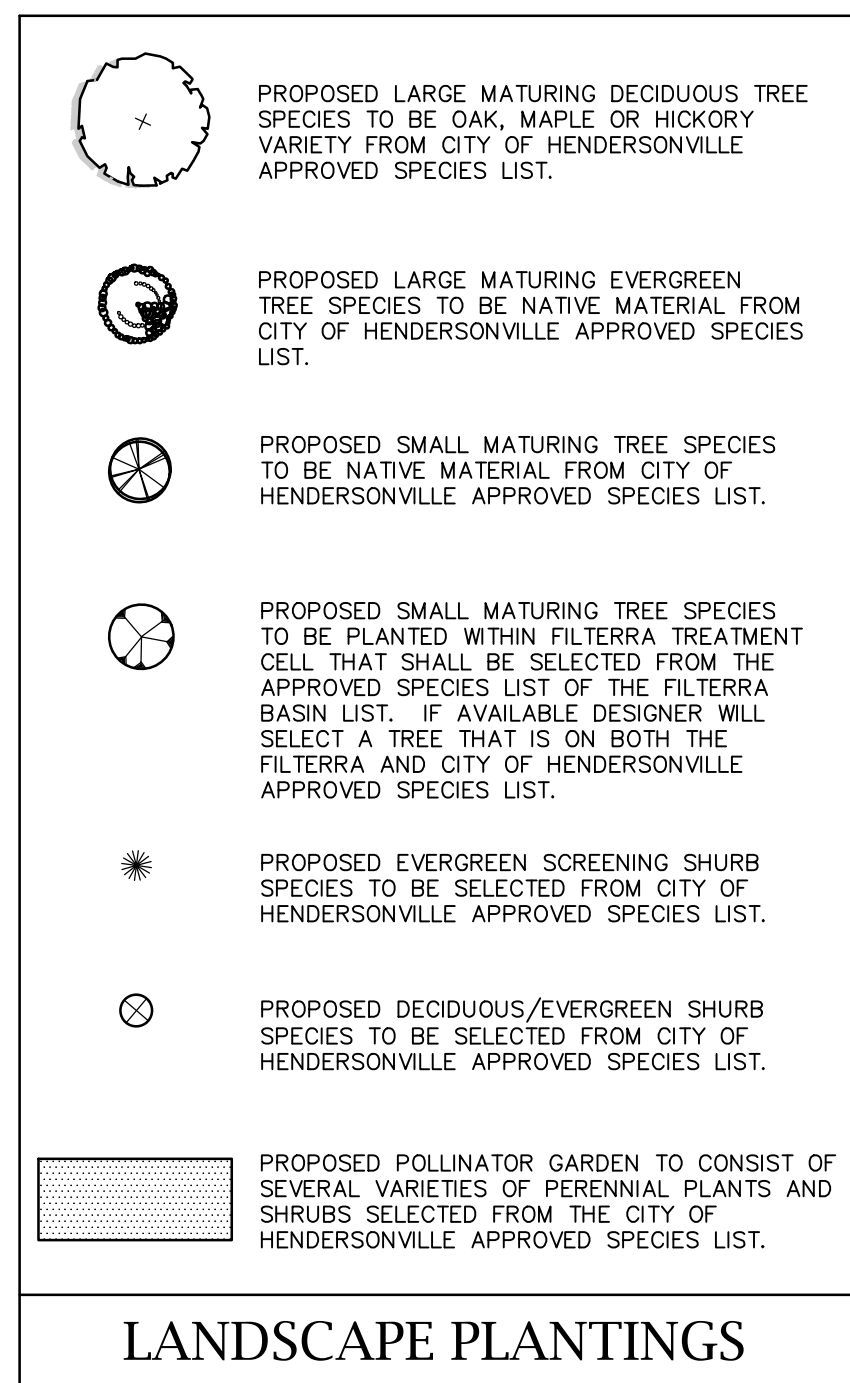 PROPOSED LARGE MATURING DECIDUOUS TREE
SPECIES TO BE OAK, MAPLE OR HICKORY
VARIETY FROM CITY OF HENDERSONVILLE
APPROVED SPECIES LIST.
PROPOSED LARGE MATURING EVERGREEN
TREE SPECIES TO BE NATIVE MATERIAL FROM
CITY OF HENDERSONVILLE APPROVED SPECIES
LIST.
PROPOSED SMALL MATURING TREE SPECIES
TO BE NATIVE MATERIAL FROM CITY OF
HENDERSONVILLE APPROVED SPECIES LIST.
PROPOSED SMALL MATURING TREE SPECIES
TO BE PLANTED WITHIN FILTERRA TREATMENT
CELL THAT SHALL BE SELECTED FROM THE
APPROVED SPECIES LIST OF THE FILTERRA
BASIN LIST. IF AVAILABLE DESIGNER WILL
SELECT A TREE THAT IS ON BOTH THE
FILTERRA AND CITY OF HENDERSONVILLE
APPROVED SPECIES LIST.
PROPOSED EVERGREEN SCREENING SHURB
SPECIES TO BE SELECTED FROM CITY OF
HENDERSONVILLE APPROVED SPECIES LIST.
PROPOSED DECIDUOUS/EVERGREEN SHURB
SPECIES TO BE SELECTED FROM CITY OF
HENDERSONVILLE APPROVED SPECIES LIST.
PROPOSED POLLINATOR GARDEN TO CONSIST OF
SEVERAL VARIETIES OF PERENNIAL PLANTS AND
SHRUBS SELECTED FROM THE CITY OF
HENDERSONVILLE APPROVED SPECIES LIST.
LANDSCAPE PLANTINGS